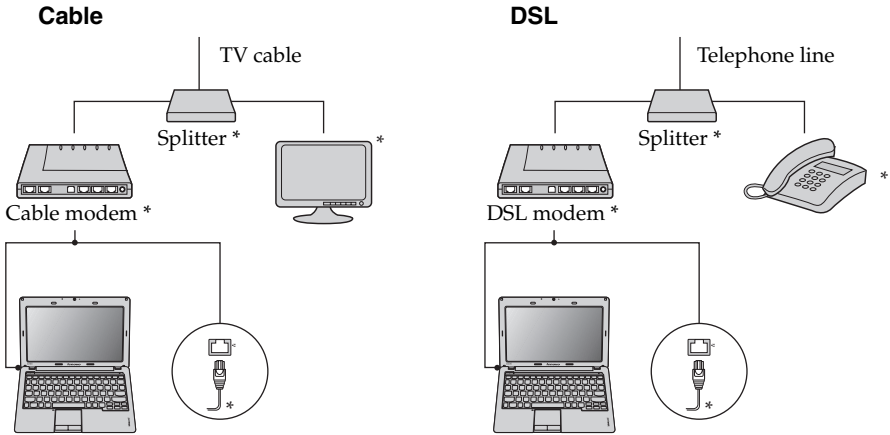 Cable
TV cable
Splitter *
*
Cable modem *
*
DSL
Telephone line
Splitter *
*
DSL modem *
*